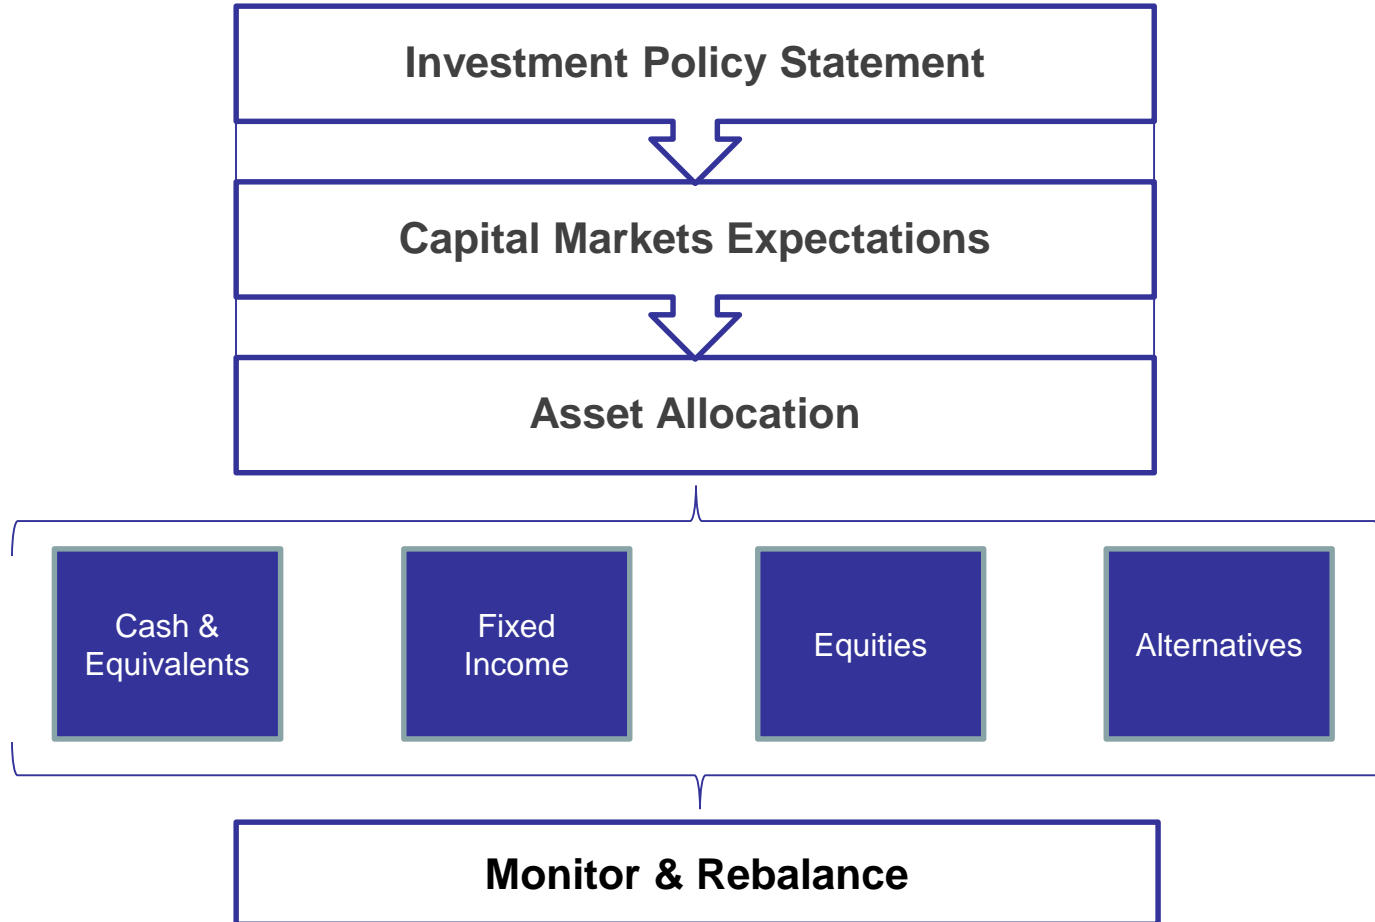 Investment Policy Statement
Capital Markets Expectations
Asset Allocation
Cash &
Equivalents
Fixed
Income
Equities
Alternatives
Monitor & Rebalance